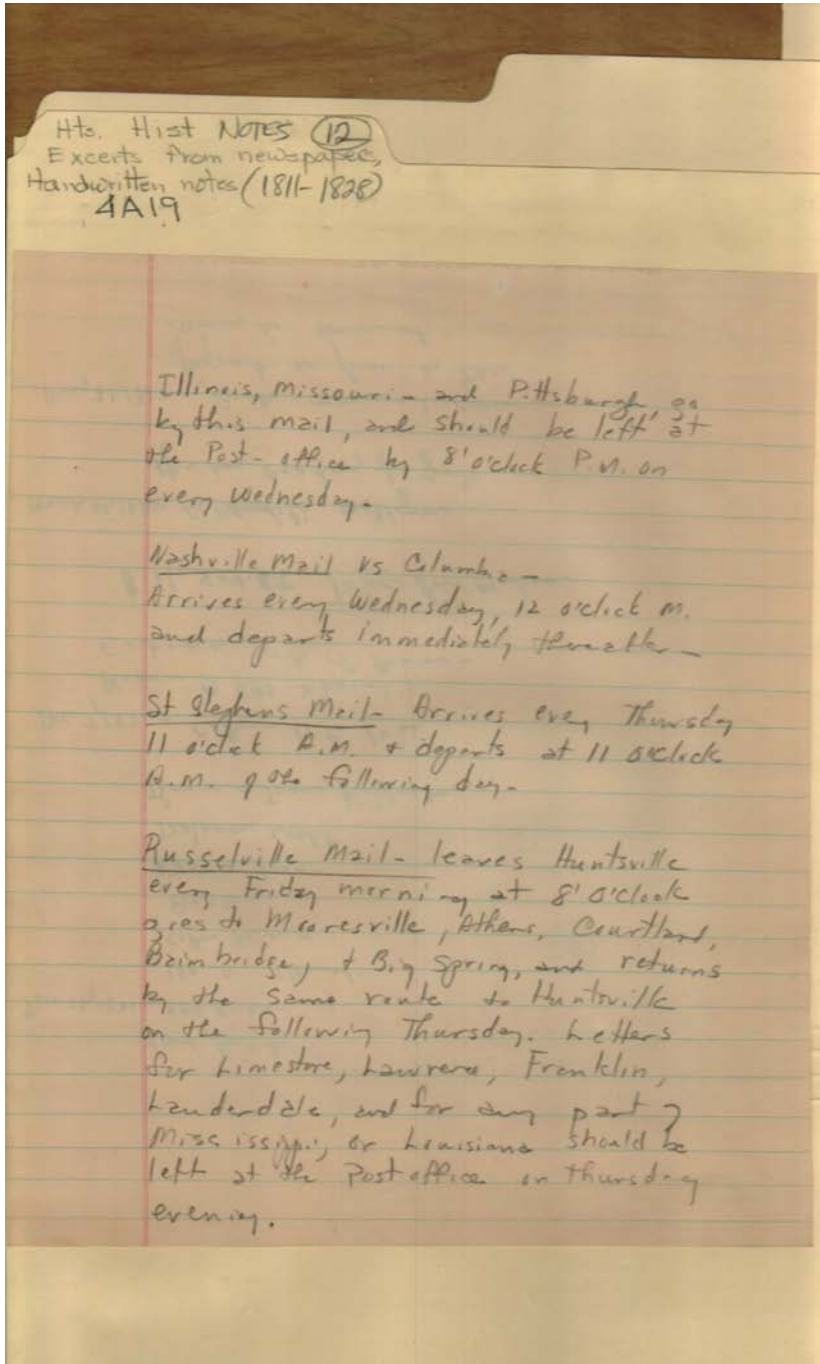 Hts. Hist NOTES (12)
Excerts from newspapers,
Handwritten notes (1811-1828)
4A19
Illinois, Missouri - and Pittsburgh, go
by this mail, and should be left at
the Post-office by 8' o'clock P.M. on
every Wednesday.
Nashville Mail vs Columbia -
Arrives every Wednesday, 12 o'clock M.
and departs immediately thereafter -
St Stephens Mail - Arrives every Thursday
11 o'clock A.M. & departs at 11 o'clock
A.M. of the following day.
Russelville Mail - leaves Huntsville
every Friday morning at 8' o'clock
goes to Mooresville, Athens, Courtland,
Baimbridge, & Big Spring, and returns
by the same route to Huntsville
on the following Thursday. Letters
for Limestone, Lawrence, Franklin,
Lauderdale, and for any part of
Mississippi, or Louisiana should be
left at the Post office on Thursday
evening.